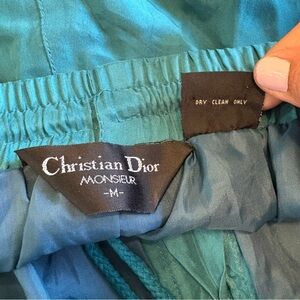 DRY CLEAN ONLY
Christian Dior
MONSIEUR
-M-